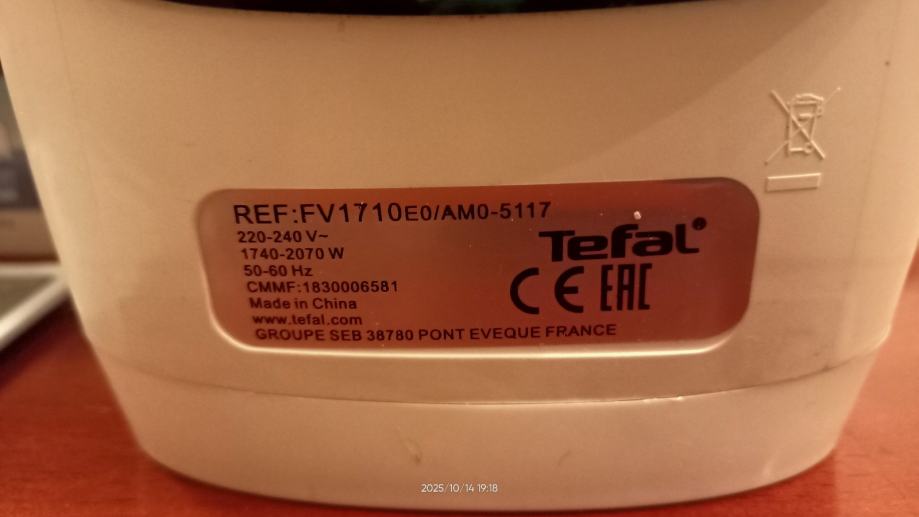 REF:FV1710E0/AM0-5117
220-240 V~
1740-2070 W
50-60 Hz
CMMF:1830006581
Made in China
www.tefal.com
GROUPE SEB 38780 PONT EVEQUE FRANCE
Tefal®
CE EAC
2025/10/14 19:18